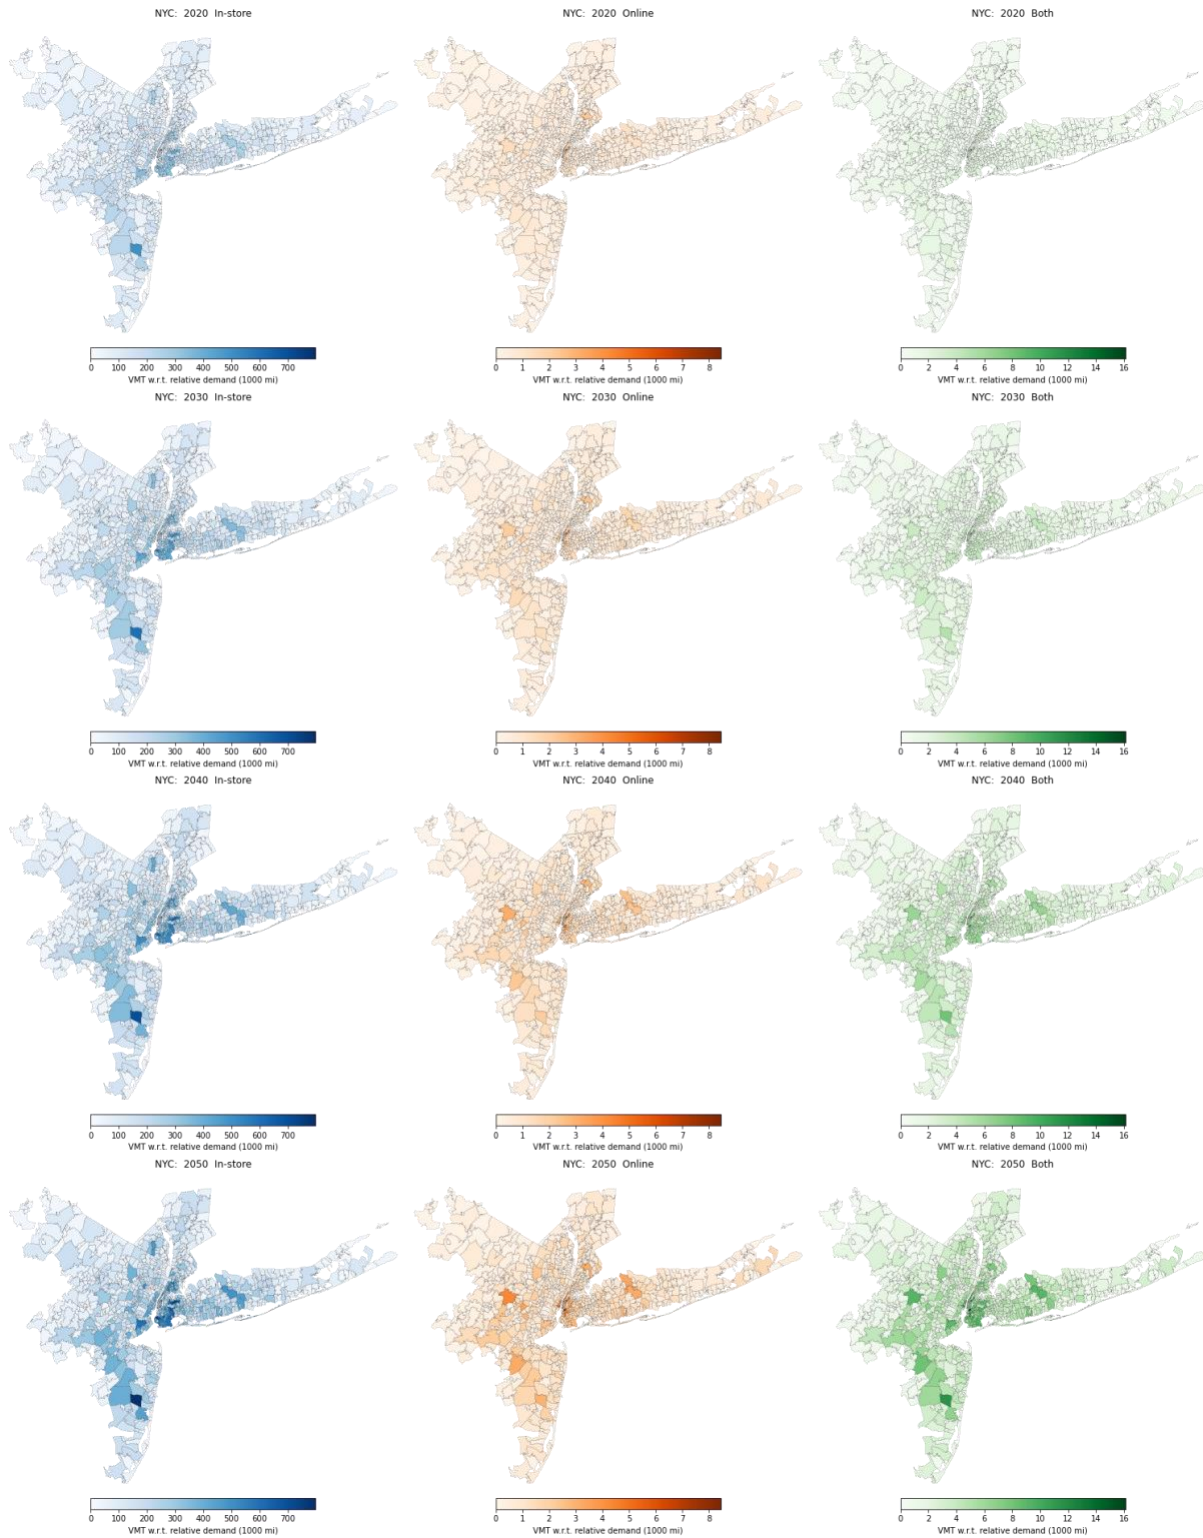 NYC: 2020 In-store
NYC: 2020 Online
NYC: 2020 Both
0 100 200 300 400 500 600 700
VMT w.r.t. relative demand (1000 mi)
0 1 2 3 4 5 6 7 8
VMT w.r.t. relative demand (1000 mi)
0 2 4 6 8 10 12 14 16
VMT w.r.t. relative demand (1000 mi)
NYC: 2030 In-store
NYC: 2030 Online
NYC: 2030 Both
0 100 200 300 400 500 600 700
VMT w.r.t. relative demand (1000 mi)
0 1 2 3 4 5 6 7 8
VMT w.r.t. relative demand (1000 mi)
0 2 4 6 8 10 12 14 16
VMT w.r.t. relative demand (1000 mi)
NYC: 2040 In-store
NYC: 2040 Online
NYC: 2040 Both
0 100 200 300 400 500 600 700
VMT w.r.t. relative demand (1000 mi)
0 1 2 3 4 5 6 7 8
VMT w.r.t. relative demand (1000 mi)
0 2 4 6 8 10 12 14 16
VMT w.r.t. relative demand (1000 mi)
NYC: 2050 In-store
NYC: 2050 Online
NYC: 2050 Both
0 100 200 300 400 500 600 700
VMT w.r.t. relative demand (1000 mi)
0 1 2 3 4 5 6 7 8
VMT w.r.t. relative demand (1000 mi)
0 2 4 6 8 10 12 14 16
VMT w.r.t. relative demand (1000 mi)